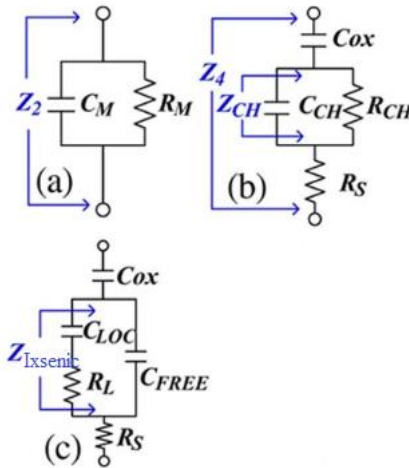 Z2
CM
RM
(a)
Cox
Z4
ZCH
CCH
RCH
RS
(b)
Cox
CLOC
ZIxsenic
RL
CFREE
RS
(c)